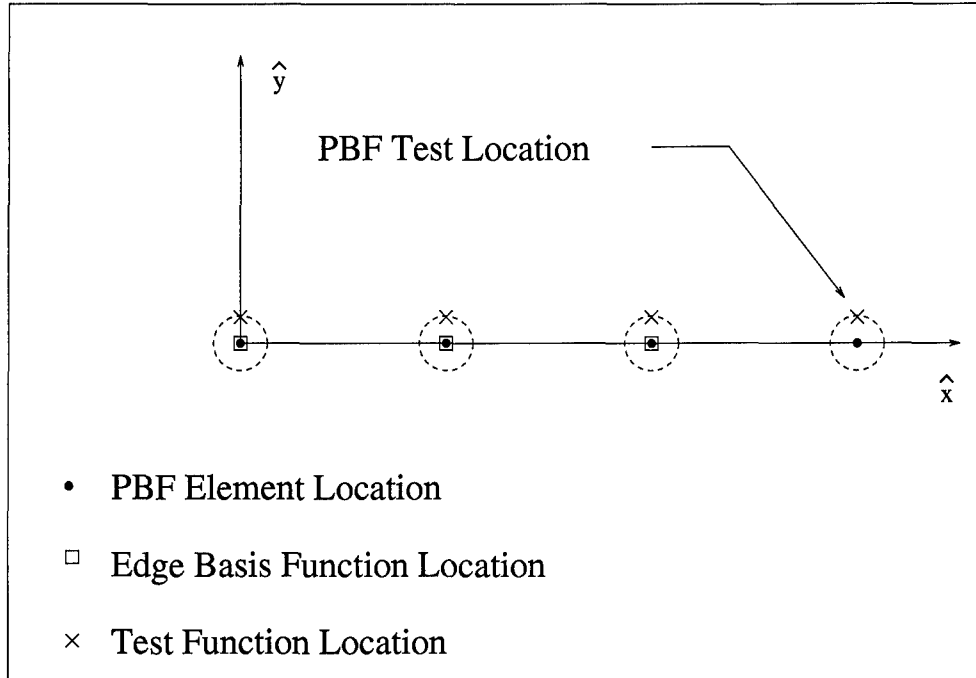 ŷ
PBF Test Location
x̂
• PBF Element Location
□ Edge Basis Function Location
× Test Function Location